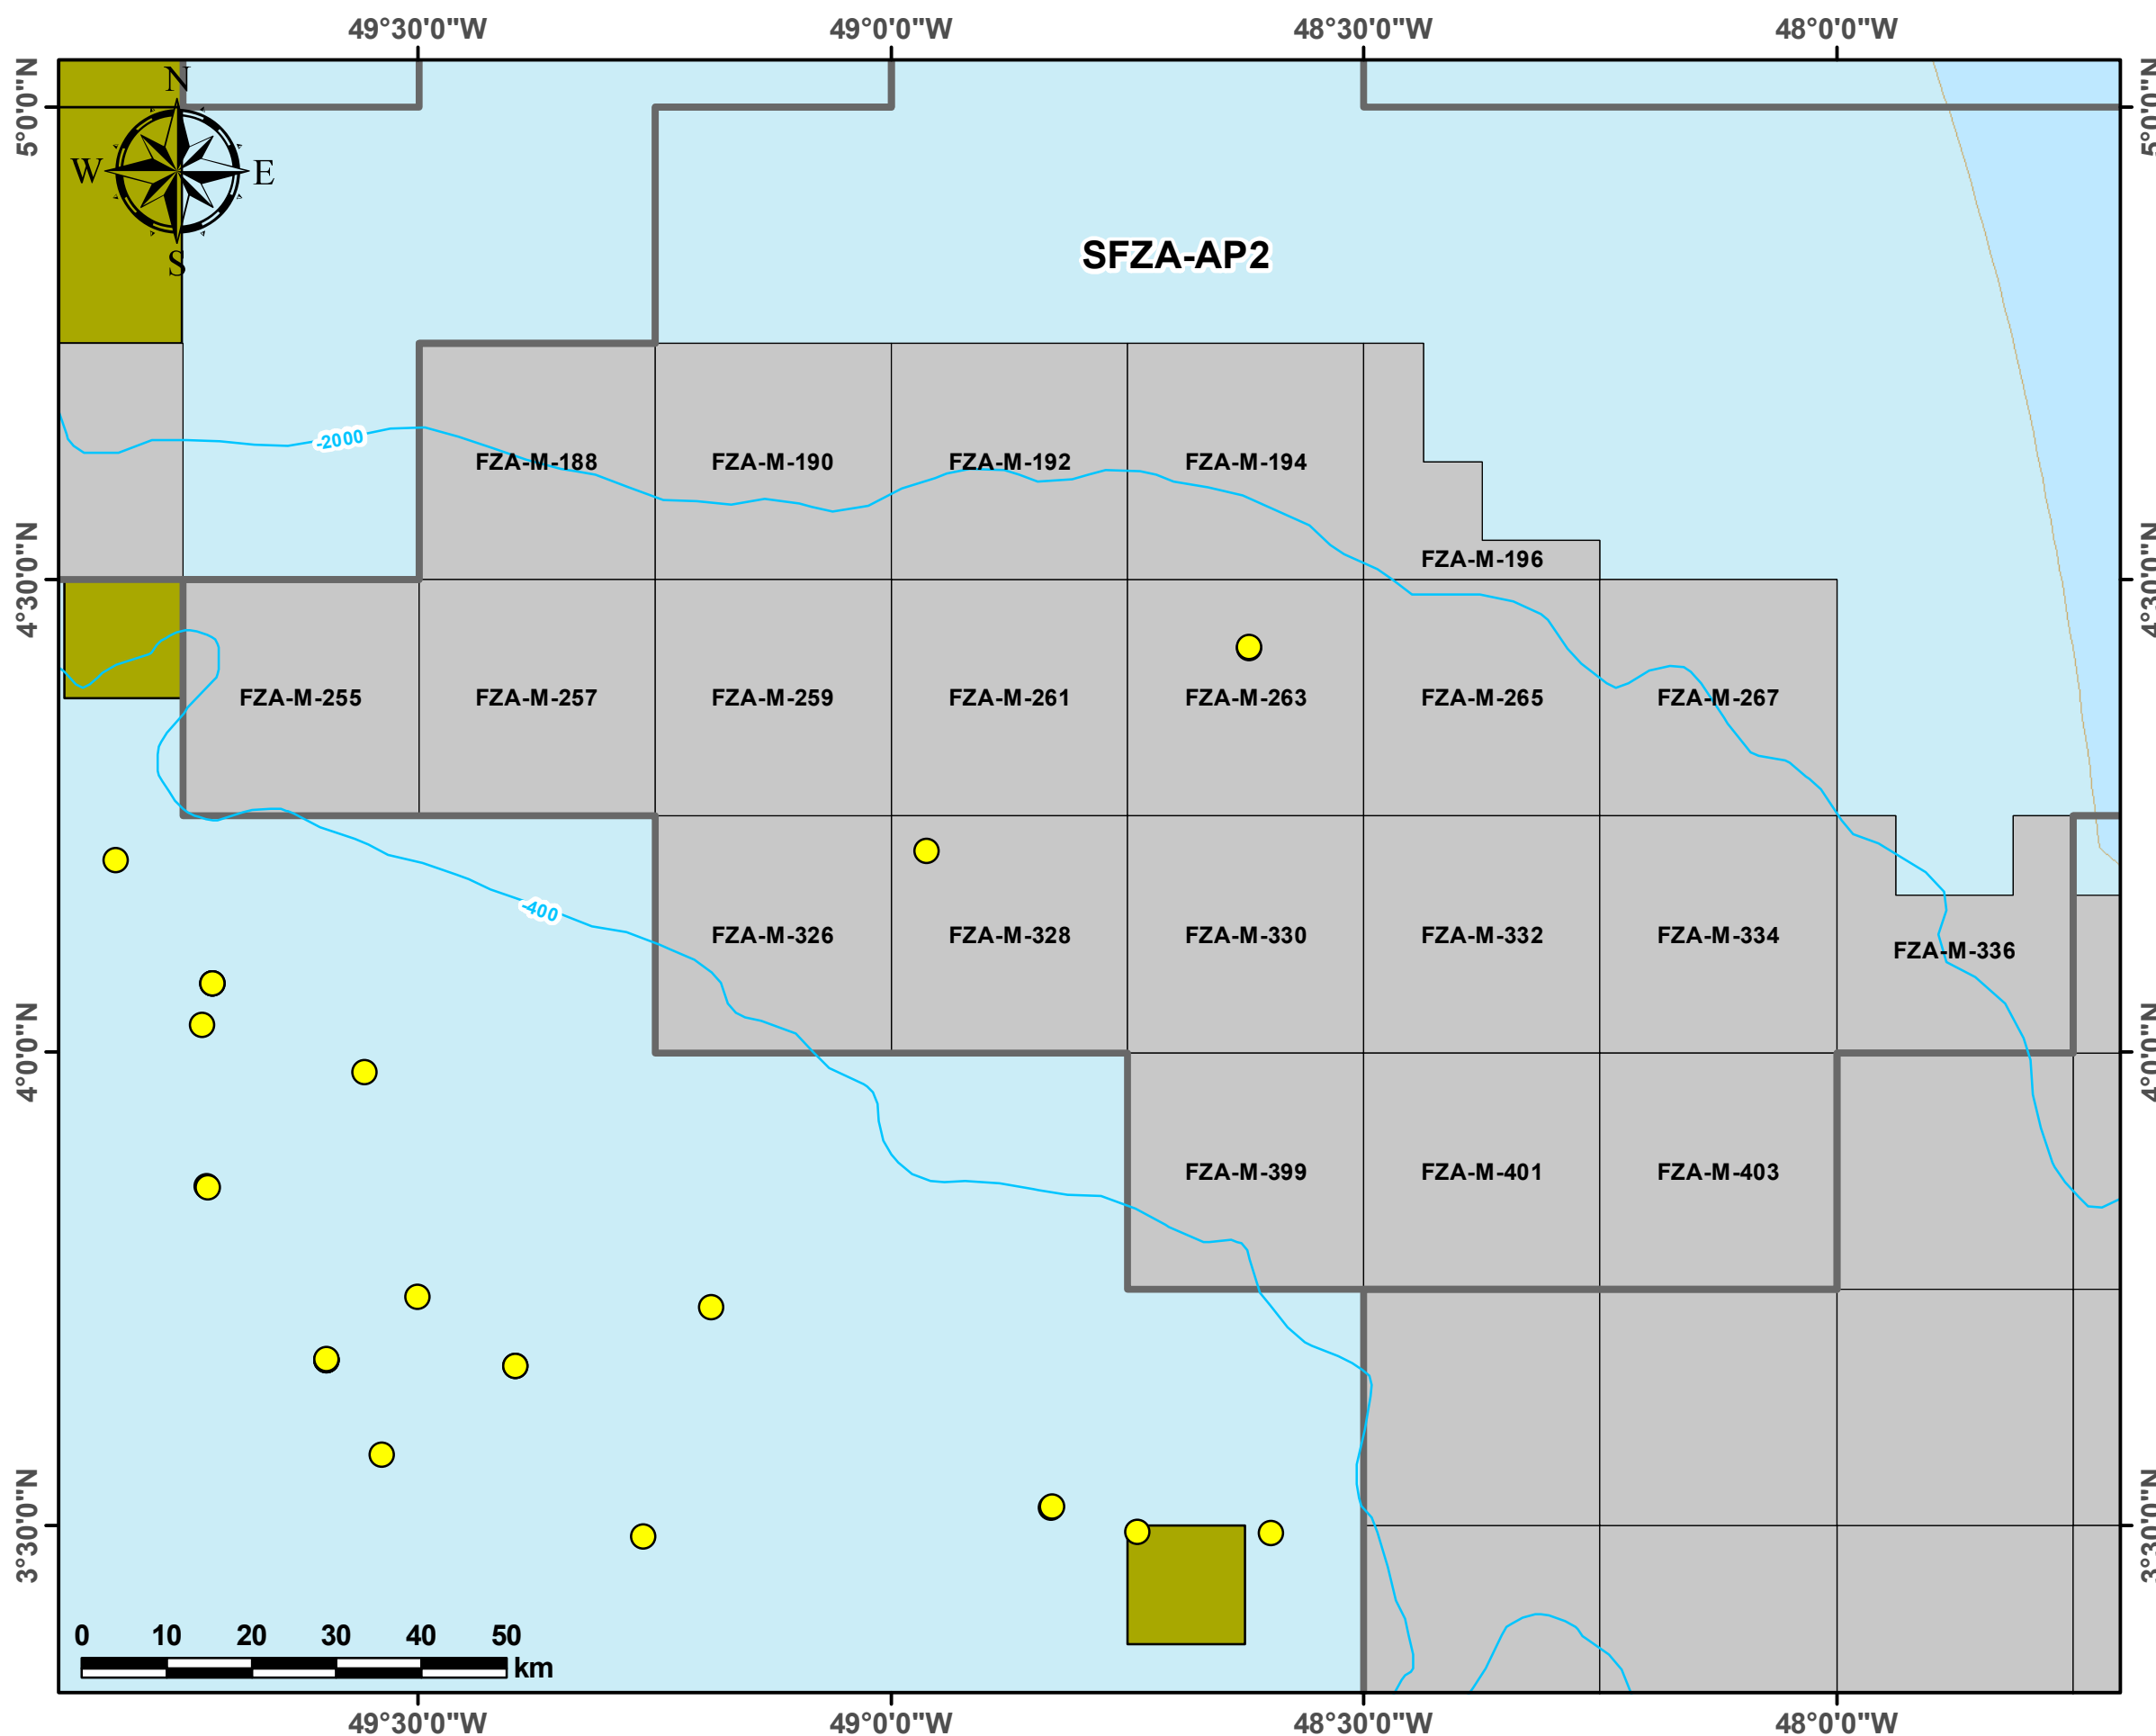 49°30'0"W 49°0'0"W 48°30'0"W 48°0'0"W
5°0'0"N 5°0'0"N
N
W E
S
SFZA-AP2
-2000
FZA-M-188 FZA-M-190 FZA-M-192 FZA-M-194
FZA-M-196
4°30'0"N 4°30'0"N
FZA-M-255 FZA-M-257 FZA-M-259 FZA-M-261 FZA-M-263 FZA-M-265 FZA-M-267
-400
FZA-M-326 FZA-M-328 FZA-M-330 FZA-M-332 FZA-M-334 FZA-M-336
4°0'0"N 4°0'0"N
FZA-M-399 FZA-M-401 FZA-M-403
3°30'0"N 3°30'0"N
0 10 20 30 40 50
km
49°30'0"W 49°0'0"W 48°30'0"W 48°0'0"W